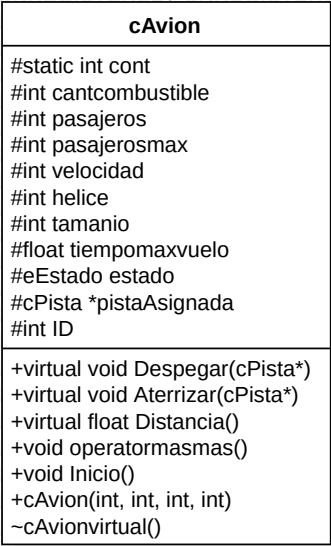 cAvion
#static int cont
#int cantcombustible
#int pasajeros
#int pasajerosmax
#int velocidad
#int helice
#int tamanio
#float tiempomaxvuelo
#eEstado estado
#cPista *pistaAsignada
#int ID
+virtual void Despegar(cPista*)
+virtual void Aterrizar(cPista*)
+virtual float Distancia()
+void operatormasmas()
+void Inicio()
+cAvion(int, int, int, int)
~cAvionvirtual()